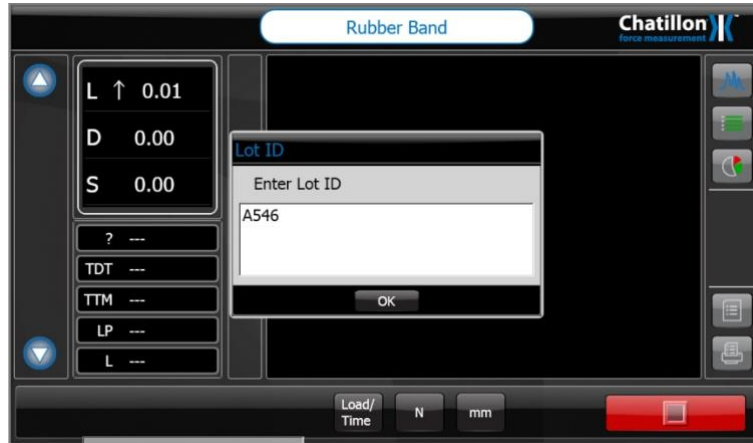 Rubber Band
Chatillon
force measurement
L ↑ 0.01
D 0.00
S 0.00
? ---
TDT ---
TTM ---
LP ---
L ---
Lot ID
Enter Lot ID
A546
OK
Load/
Time
N
mm